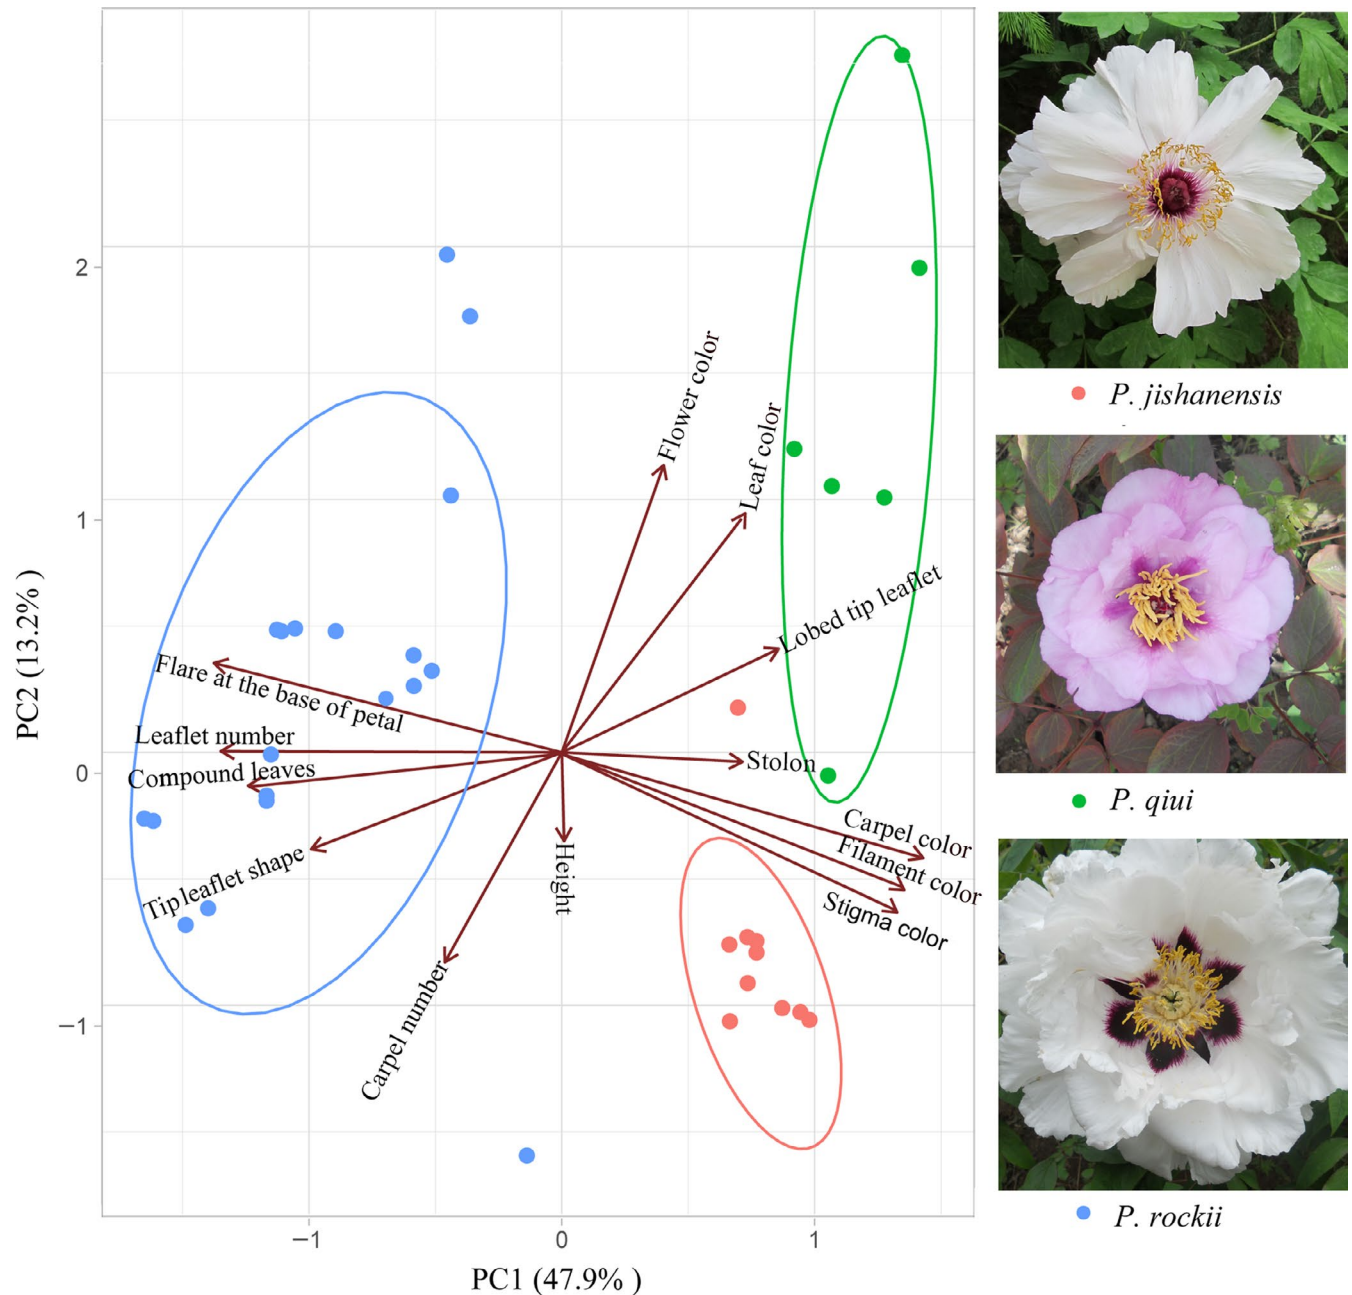 2
1
0
−1
PC2 (13.2% )
−1
0
1
PC1 (47.9% )
Flower color
Leaf color
Lobed tip leaflet
Flare at the base of petal
Leaflet number
Compound leaves
Stolon
Carpel color
Filament color
Stigma color
Tipleaflet shape
Height
Carpel number
P. jishanensis
P. qiui
P. rockii